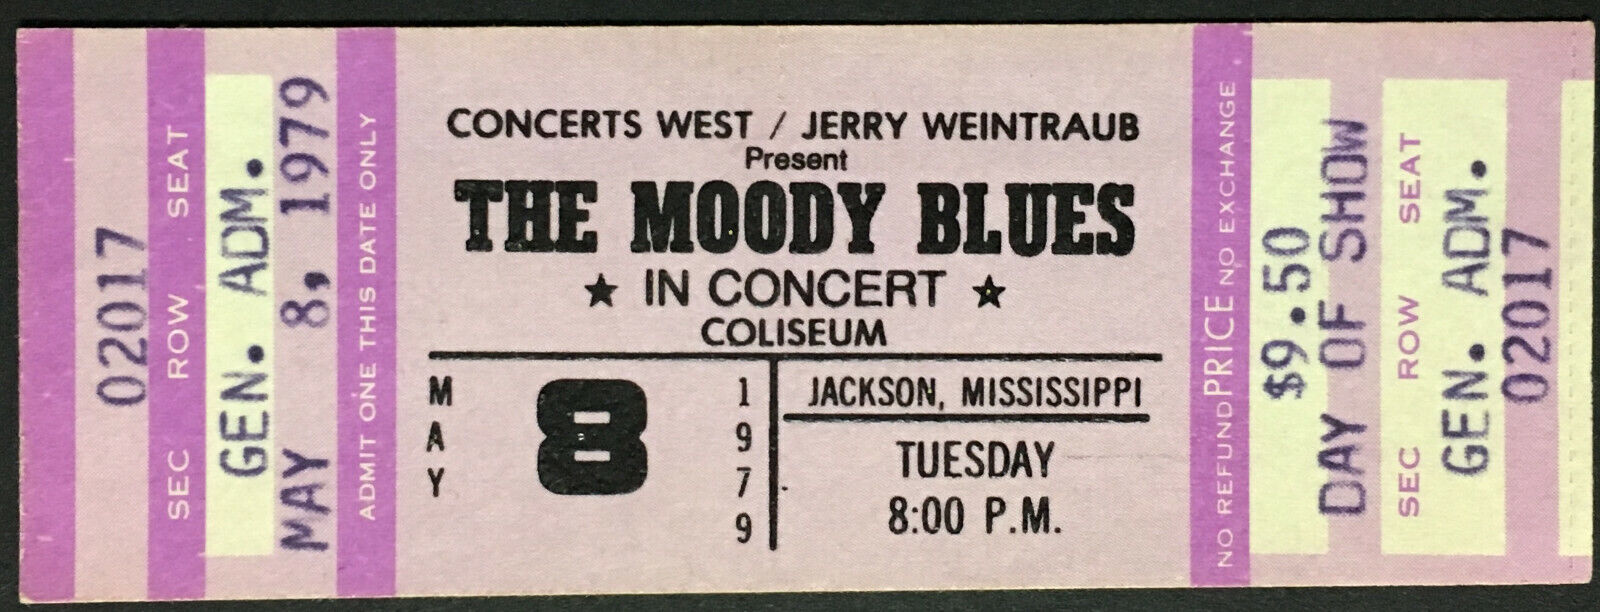 02017
SEC ROW SEAT
GEN. ADM.
MAY 8, 1979
ADMIT ONE THIS DATE ONLY
CONCERTS WEST / JERRY WEINTRAUB
Present
THE MOODY BLUES
★ IN CONCERT ★
COLISEUM
MAY
8
1979
JACKSON, MISSISSIPPI
TUESDAY
8:00 P.M.
NO REFUND PRICE NO EXCHANGE
$9.50
DAY OF SHOW
SEC ROW SEAT
GEN. ADM.
02017